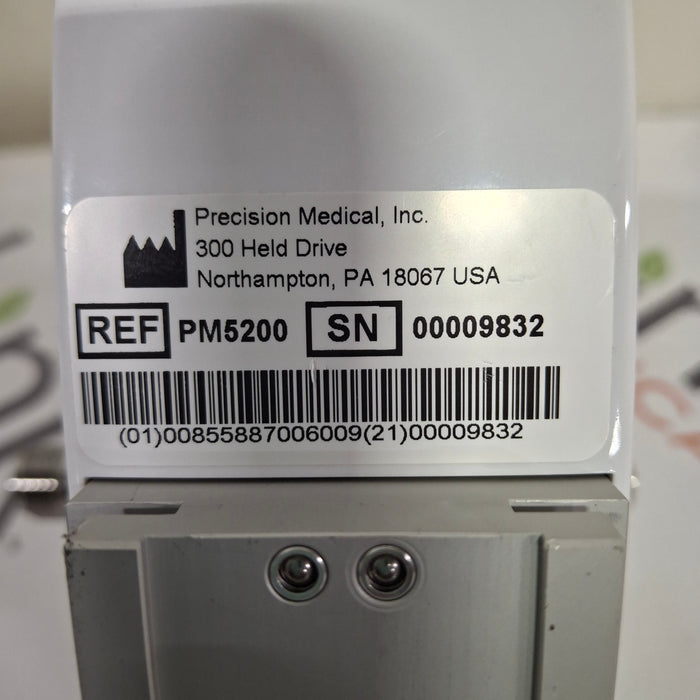 Precision Medical, Inc.
300 Held Drive
Northampton, PA 18067 USA
REF PM5200 SN 00009832
(01)00855887006009(21)00009832